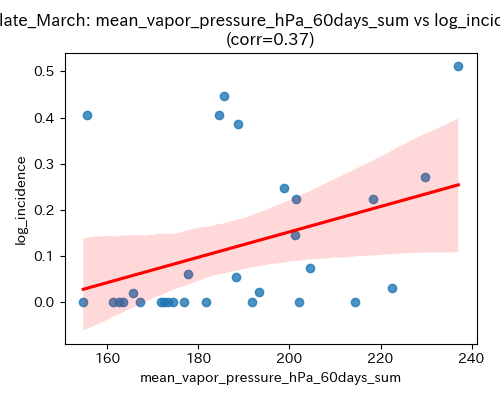 late_March: mean_vapor_pressure_hPa_60days_sum vs log_incid
(corr=0.37)
0.5
0.4
0.3
0.2
0.1
0.0
log_incidence
160
180
200
220
240
mean_vapor_pressure_hPa_60days_sum